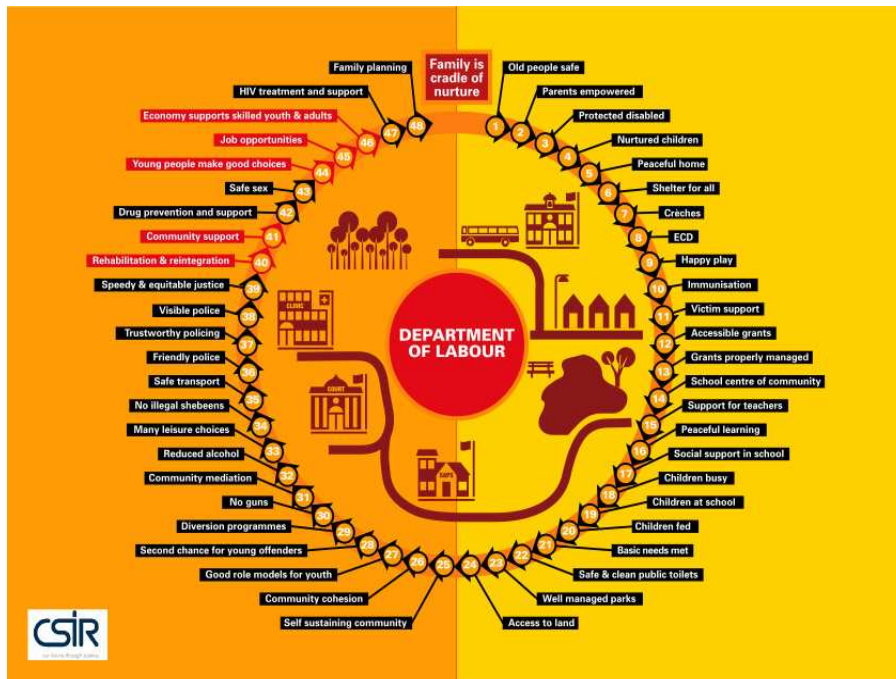 Family is
cradle of
nurture
Old people safe
Parents empowered
Protected disabled
Nurtured children
Peaceful home
Shelter for all
Crèches
ECD
Happy play
Immunisation
Victim support
Accessible grants
Grants properly managed
School centre of community
Support for teachers
Peaceful learning
Social support in school
Children busy
Children at school
Children fed
Basic needs met
Safe & clean public toilets
Well managed parks
Access to land
Self sustaining community
Community cohesion
Good role models for youth
Second chance for young offenders
Diversion programmes
No guns
Community mediation
Reduced alcohol
Many leisure choices
No illegal shebeens
Safe transport
Friendly police
Trustworthy policing
Visible police
Speedy & equitable justice
Rehabilitation & reintegration
Community support
Drug prevention and support
Safe sex
Young people make good choices
Job opportunities
Economy supports skilled youth & adults
HIV treatment and support
Family planning
1
2
3
4
5
6
7
8
9
10
11
12
13
14
15
16
17
18
19
20
21
22
23
24
25
26
27
28
29
30
31
32
33
34
35
36
37
38
39
40
41
42
43
44
45
46
47
48
DEPARTMENT
OF LABOUR
CLINIC
COURT
SAPS
CSIR
our future through science